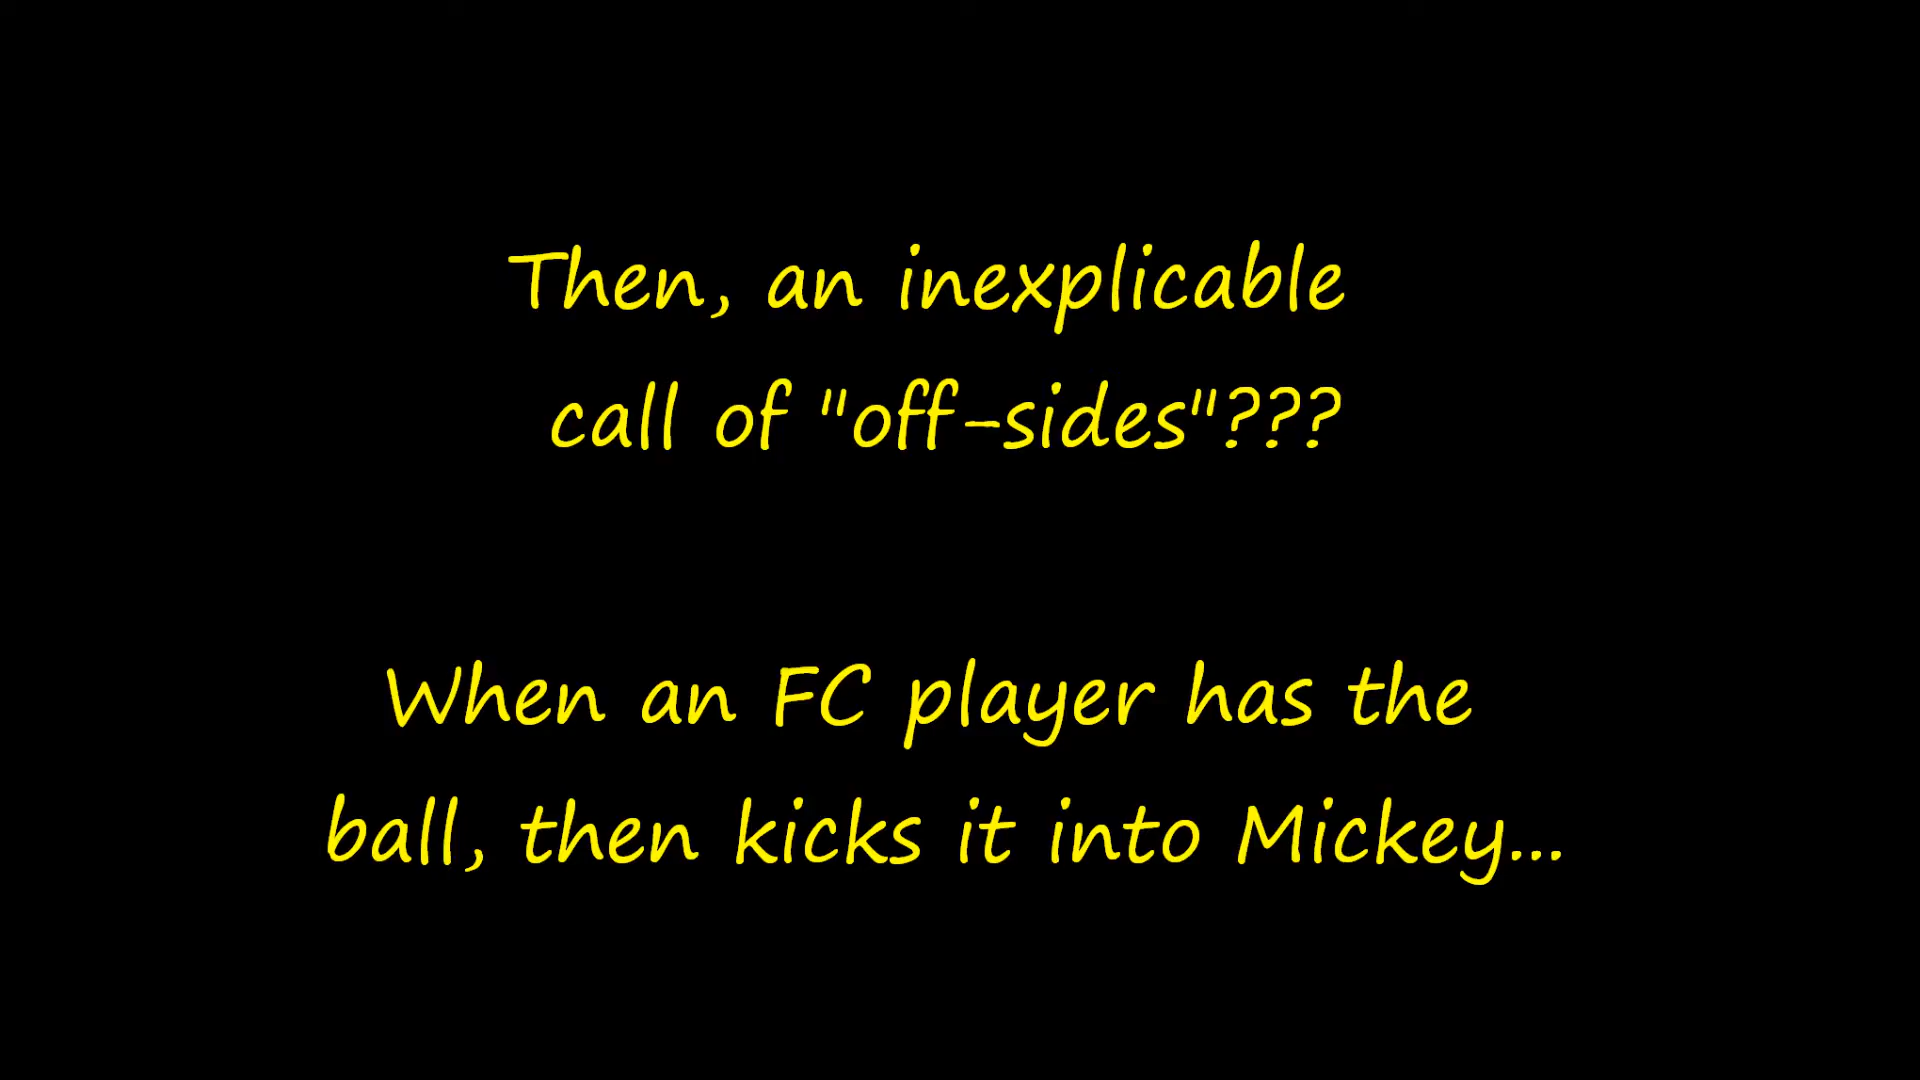 Then, an inexplicable
call of "off-sides"???
When an FC player has the
ball, then kicks it into Mickey...